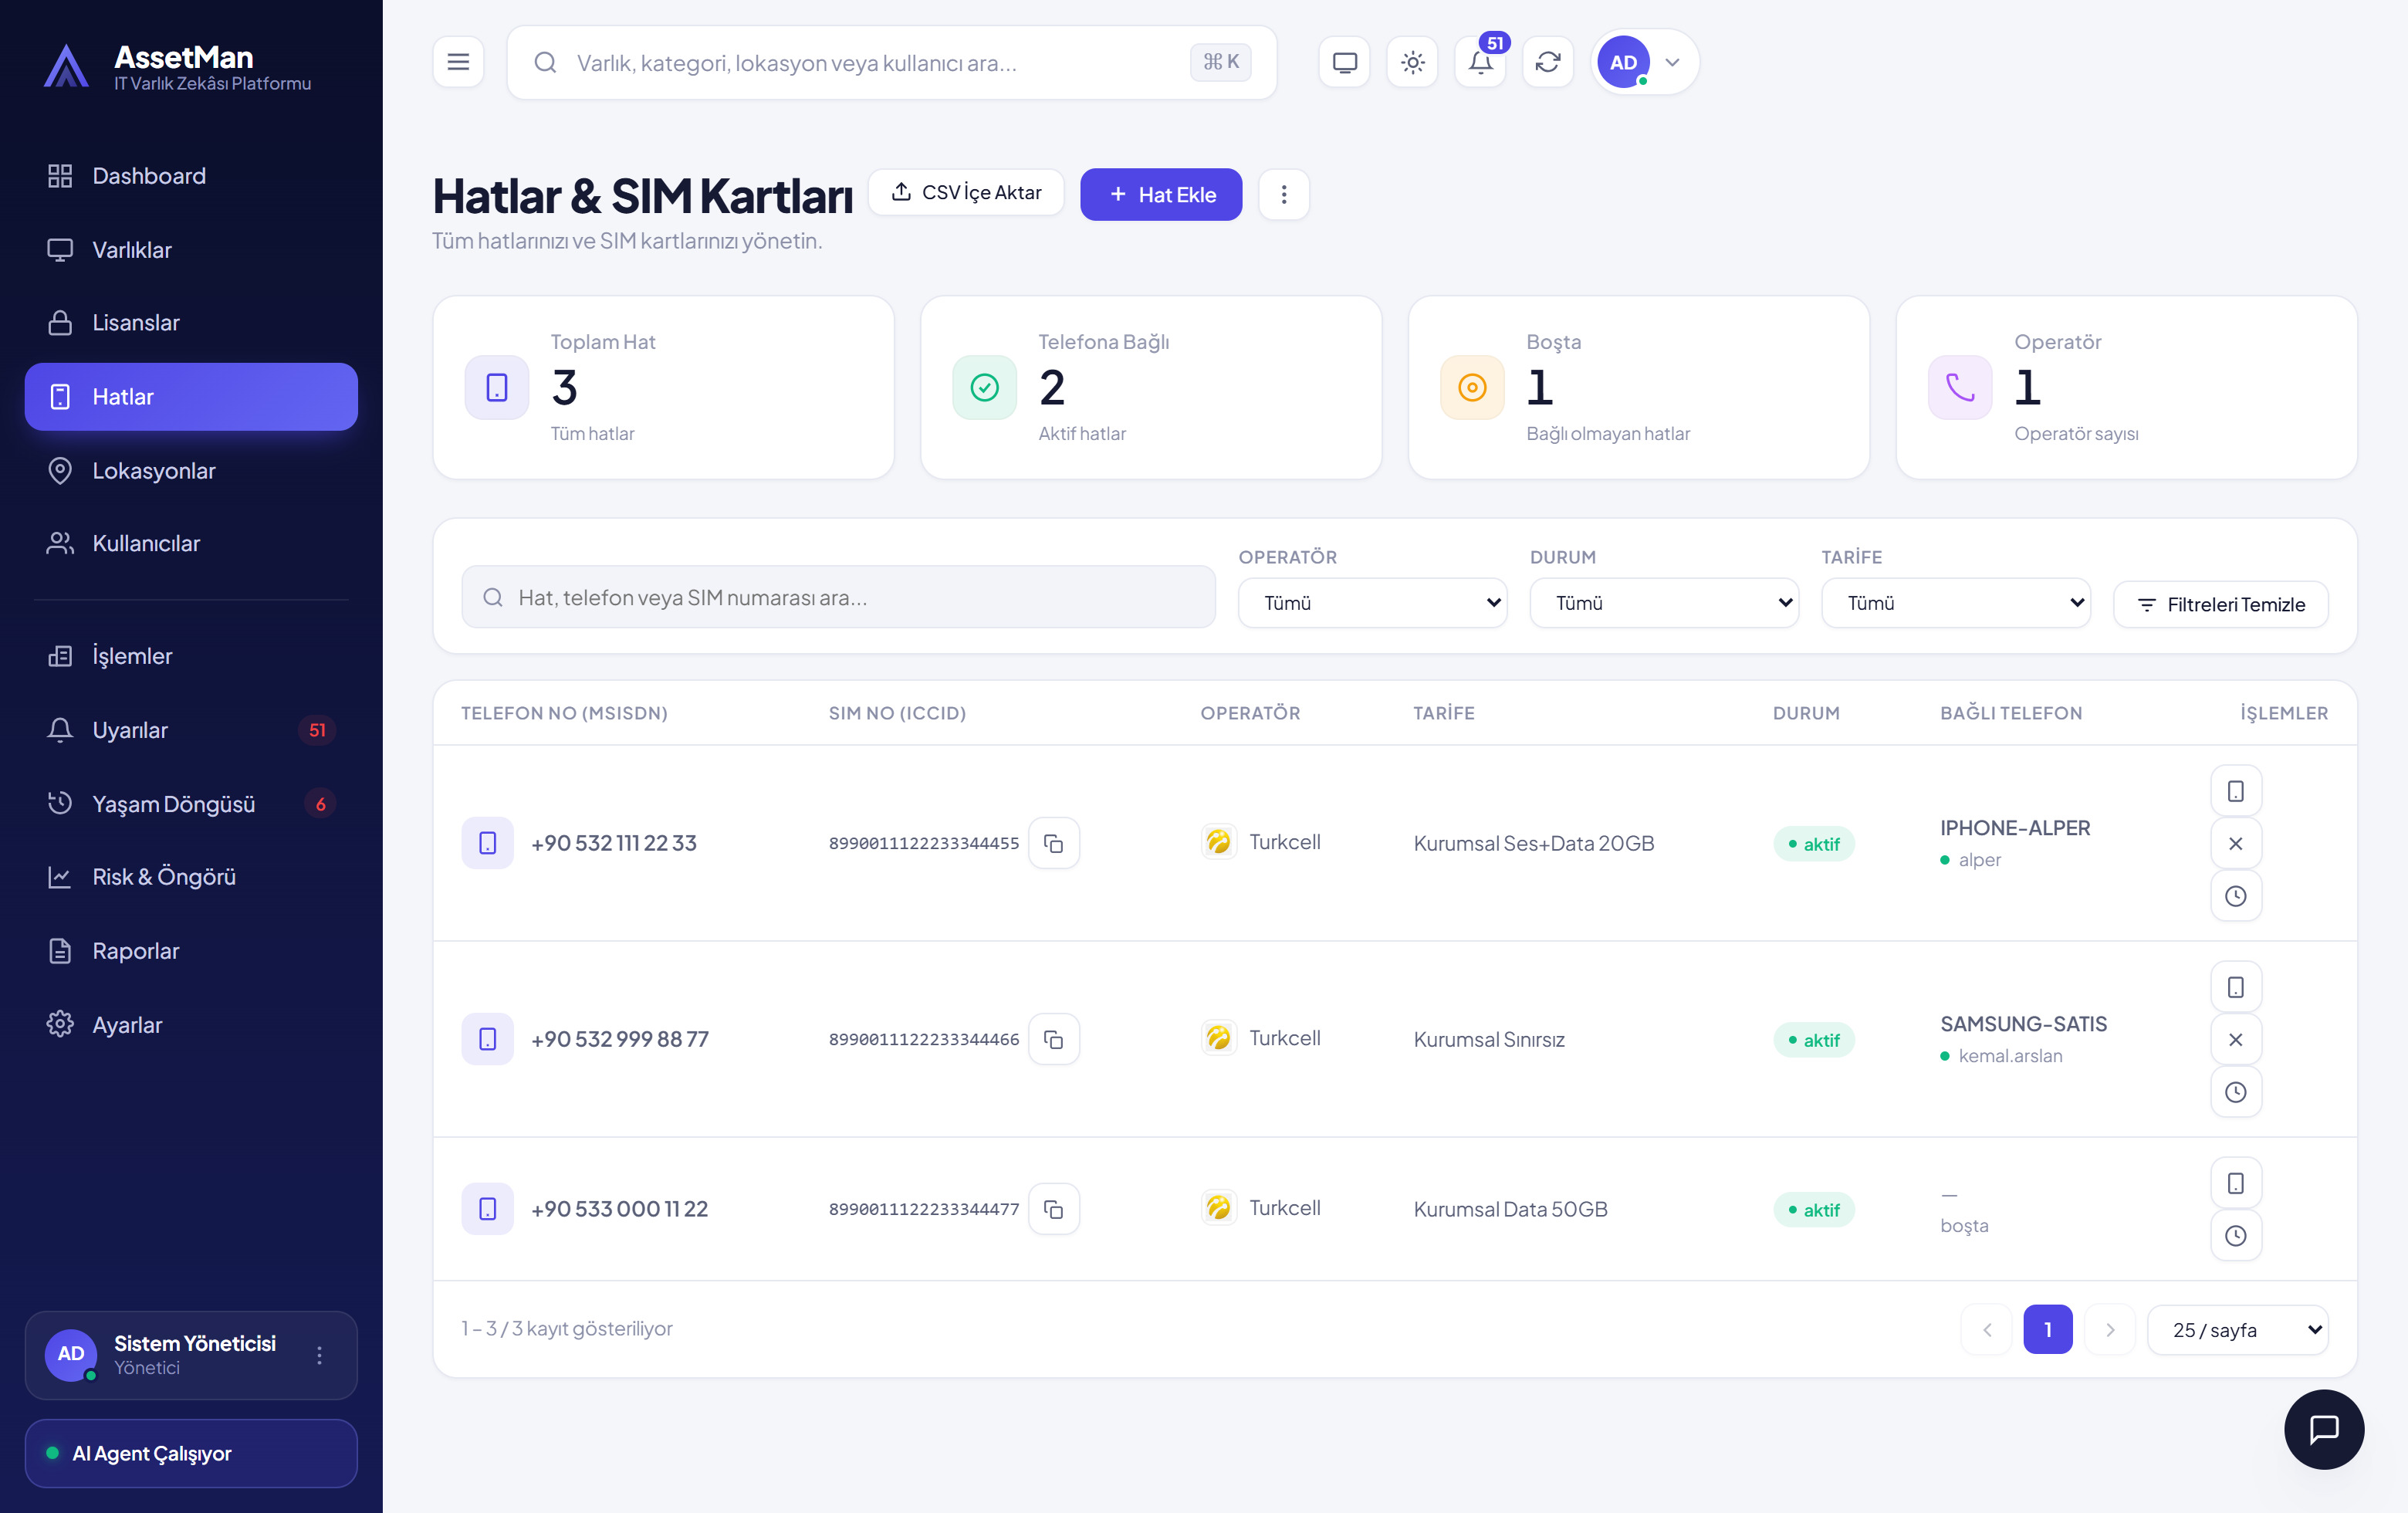 AssetMan
IT Varlık Zekâsı Platformu
Dashboard
Varlıklar
Lisanslar
Hatlar
Lokasyonlar
Kullanıcılar
İşlemler
Uyarılar 51
Yaşam Döngüsü 6
Risk & Öngörü
Raporlar
Ayarlar
AD Sistem Yöneticisi
Yönetici
AI Agent Çalışıyor
Varlık, kategori, lokasyon veya kullanıcı ara... ⌘ K
51
AD
Hatlar & SIM Kartları
CSV İçe Aktar
+ Hat Ekle
Tüm hatlarınızı ve SIM kartlarınızı yönetin.
Toplam Hat
3
Tüm hatlar
Telefona Bağlı
2
Aktif hatlar
Boşta
1
Bağlı olmayan hatlar
Operatör
1
Operatör sayısı
Hat, telefon veya SIM numarası ara...
OPERATÖR
Tümü
DURUM
Tümü
TARİFE
Tümü
Filtreleri Temizle
TELEFON NO (MSISDN) SIM NO (ICCID) OPERATÖR TARİFE DURUM BAĞLI TELEFON İŞLEMLER
+90 532 111 22 33 8990011122233344455 Turkcell Kurumsal Ses+Data 20GB aktif IPHONE-ALPER
alper
+90 532 999 88 77 8990011122233344466 Turkcell Kurumsal Sınırsız aktif SAMSUNG-SATIS
kemal.arslan
+90 533 000 11 22 8990011122233344477 Turkcell Kurumsal Data 50GB aktif —
boşta
1 – 3 / 3 kayıt gösteriliyor
1
25 / sayfa